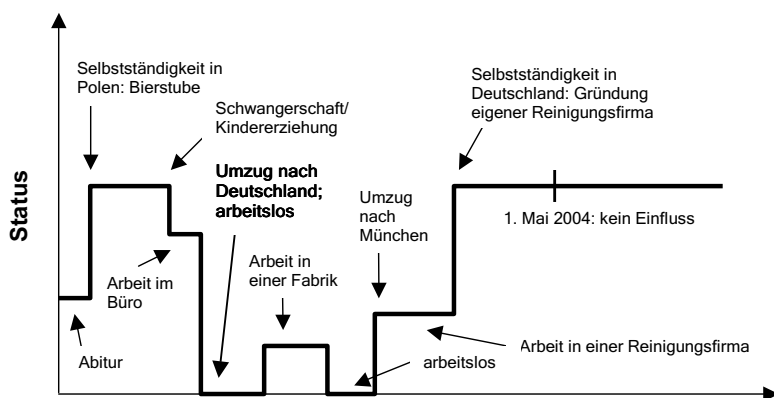 Selbstständigkeit in
Polen: Bierstube
Schwangerschaft/
Kindererziehung
Selbstständigkeit in
Deutschland: Gründung
eigener Reinigungsfirma
Umzug nach
Deutschland;
arbeitslos
Umzug
nach
München
Status
1. Mai 2004: kein Einfluss
Arbeit im
Büro
Arbeit in
einer Fabrik
Abitur
arbeitslos
Arbeit in einer Reinigungsfirma